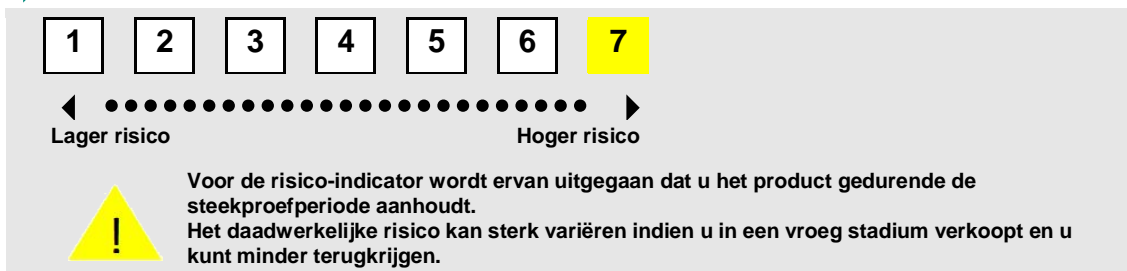 1 2 3 4 5 6 7
Lager risico Hoger risico
Voor de risico-indicator wordt ervan uitgegaan dat u het product gedurende de
steekproefperiode aanhoudt.
Het daadwerkelijke risico kan sterk variëren indien u in een vroeg stadium verkoopt en u
! kunt minder terugkrijgen.